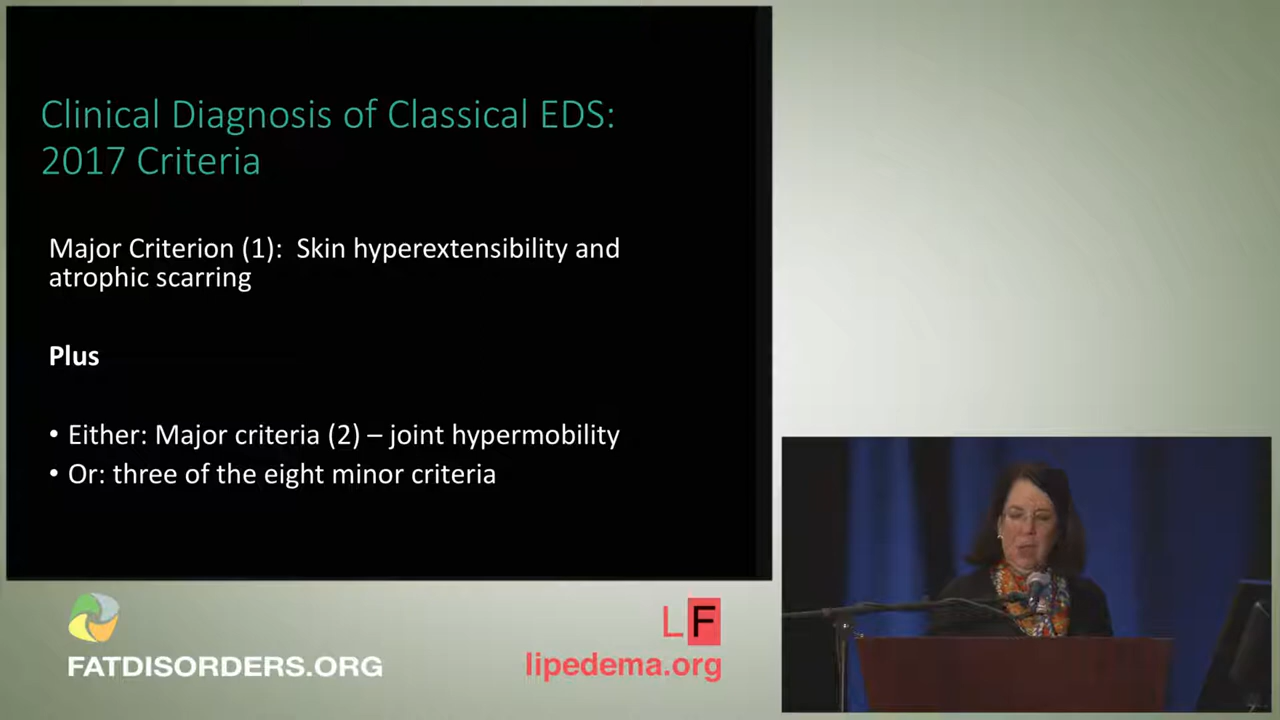 Clinical Diagnosis of Classical EDS:
2017 Criteria
Major Criterion (1):  Skin hyperextensibility and
atrophic scarring
Plus
• Either: Major criteria (2) – joint hypermobility
• Or: three of the eight minor criteria
FATDISORDERS.ORG
LF
lipedema.org